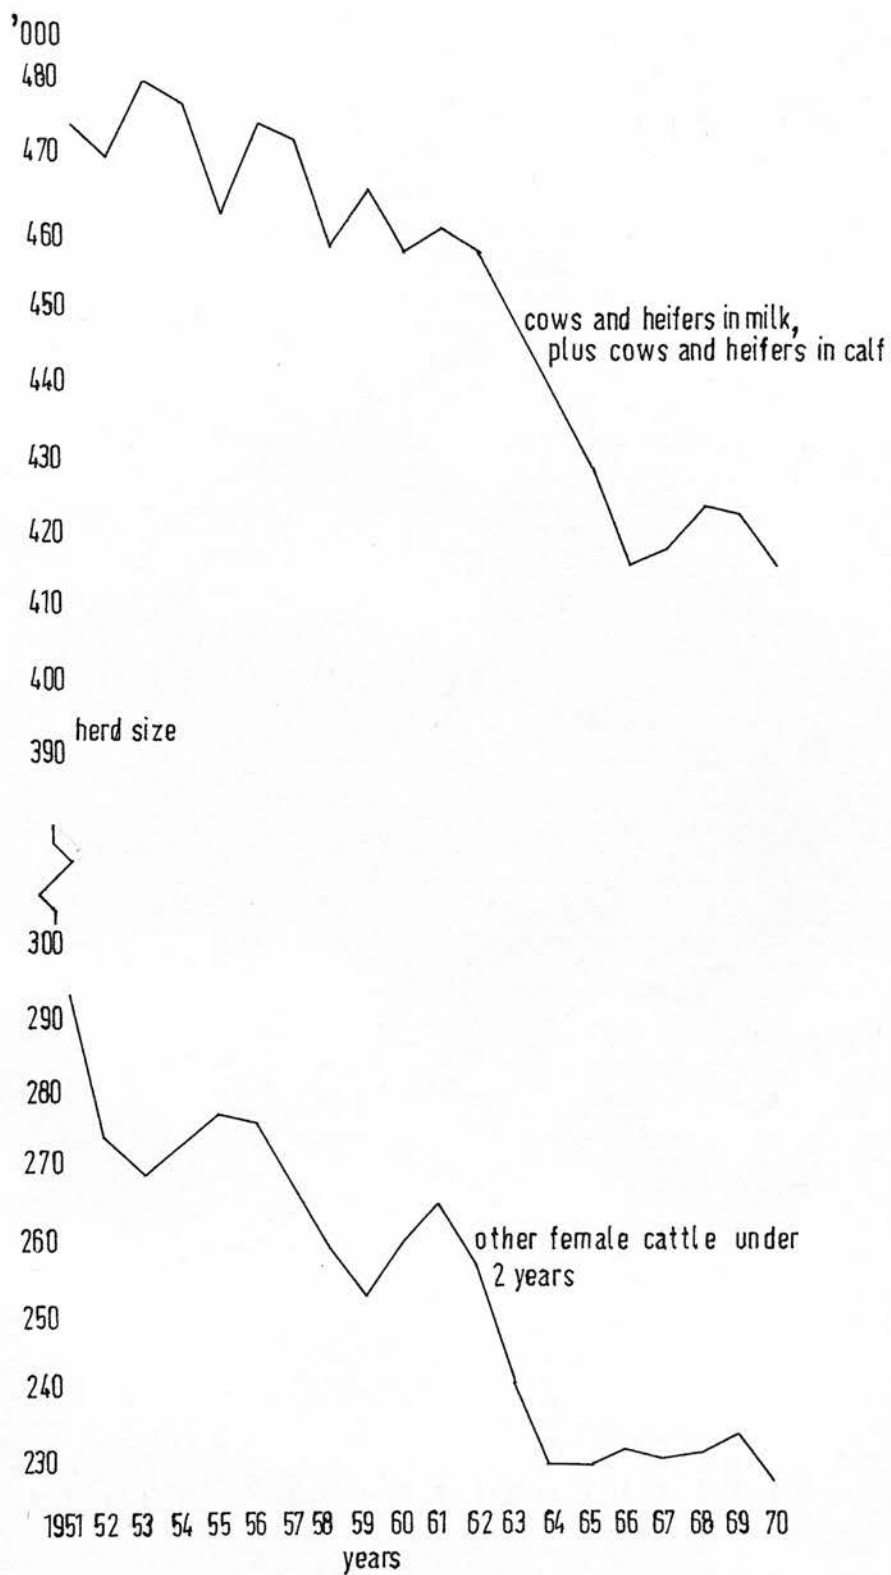 '000
480
470
460
450
cows and heifers in milk,
plus cows and heifers in calf
440
430
420
410
400
herd size
390
300
290
280
270
260
other female cattle under
2 years
250
240
230
1951 52 53 54 55 56 57 58 59 60 61 62 63 64 65 66 67 68 69 70
years